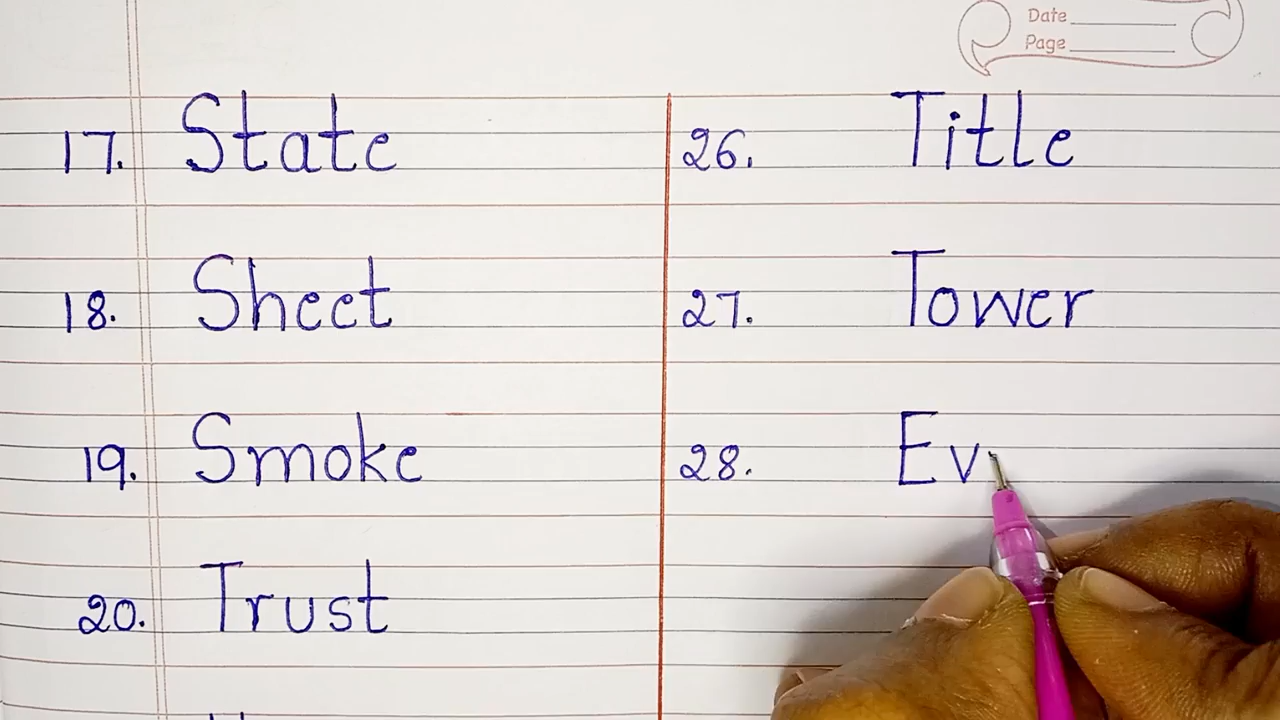 Date
Page
17. State
18. Sheet
19. Smoke
20. Trust
26. Title
27. Tower
28. Ev